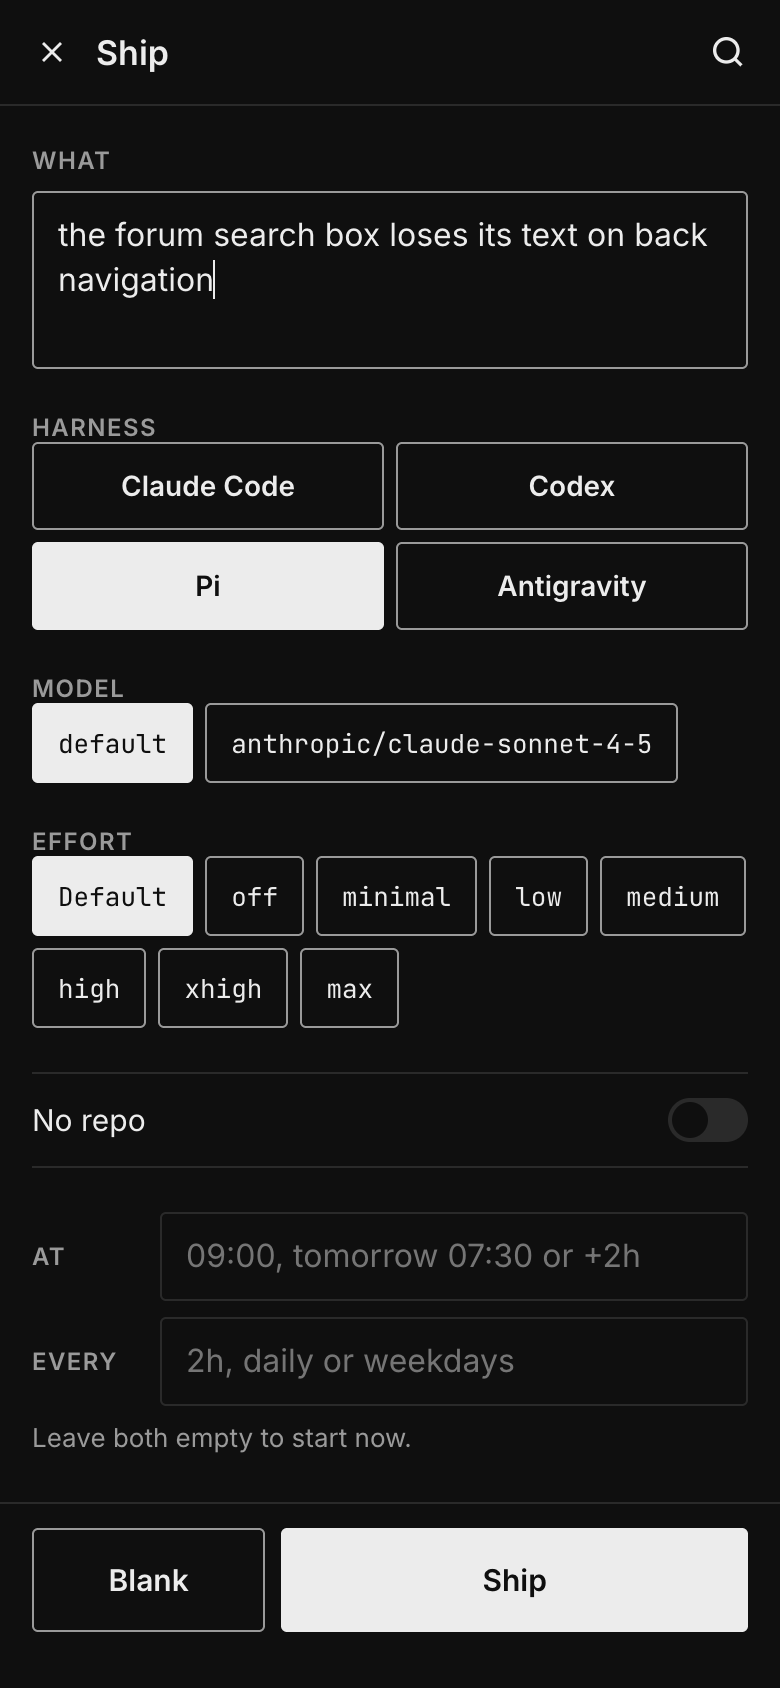 Ship
WHAT
the forum search box loses its text on back
navigation
HARNESS
Claude Code
Codex
Pi
Antigravity
MODEL
default
anthropic/claude-sonnet-4-5
EFFORT
Default
off
minimal
low
medium
high
xhigh
max
No repo
AT
09:00, tomorrow 07:30 or +2h
EVERY
2h, daily or weekdays
Leave both empty to start now.
Blank
Ship